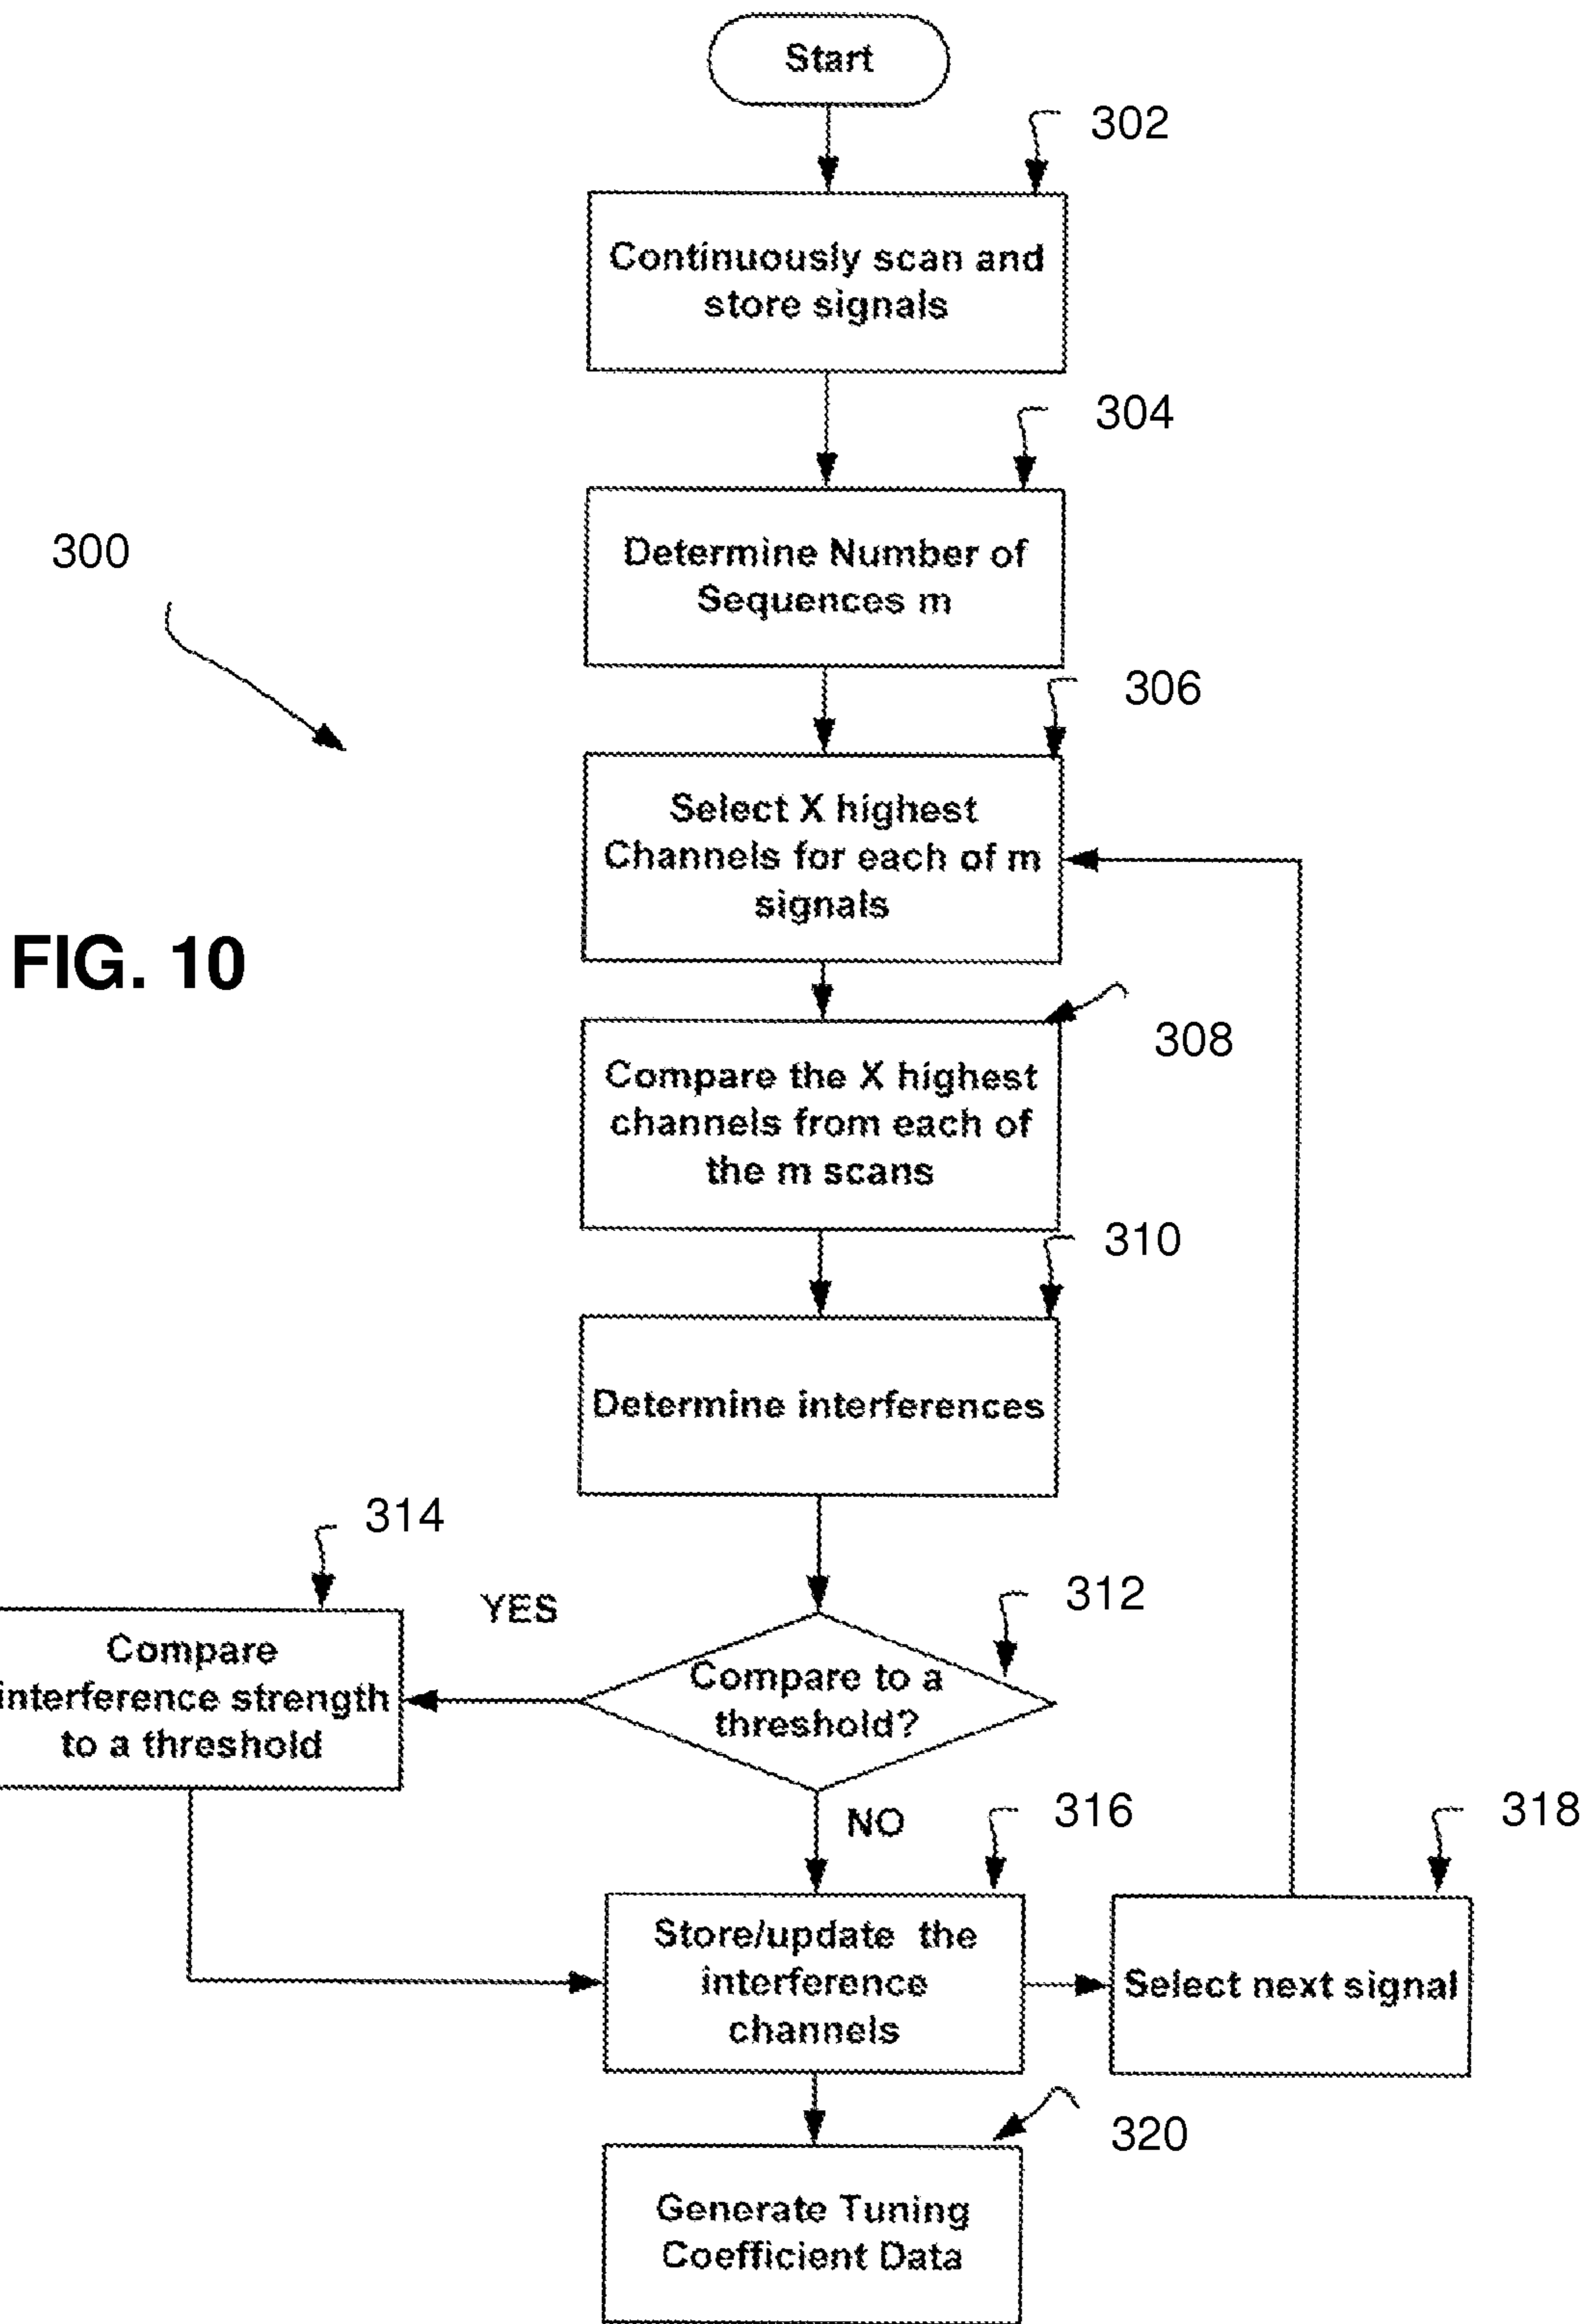 Start
302
Continuously scan and
store signals
304
Determine Number of
Sequences m
300
306
Select X highest
Channels for each of m
signals
FIG. 10
308
Compare the X highest
channels from each of
the m scans
310
Determine interferences
314
YES
312
Compare
interference strength
to a threshold
Compare to a
threshold?
NO
316
318
Store/update the
interference
channels
Select next signal
320
Generate Tuning
Coefficient Data